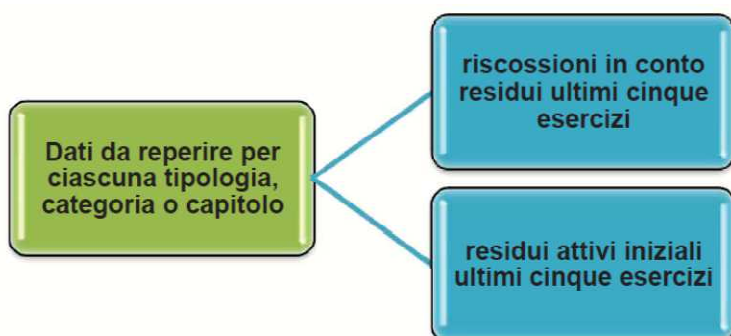 Dati da reperire per
ciascuna tipologia,
categoria o capitolo
riscossioni in conto
residui ultimi cinque
esercizi
residui attivi iniziali
ultimi cinque esercizi